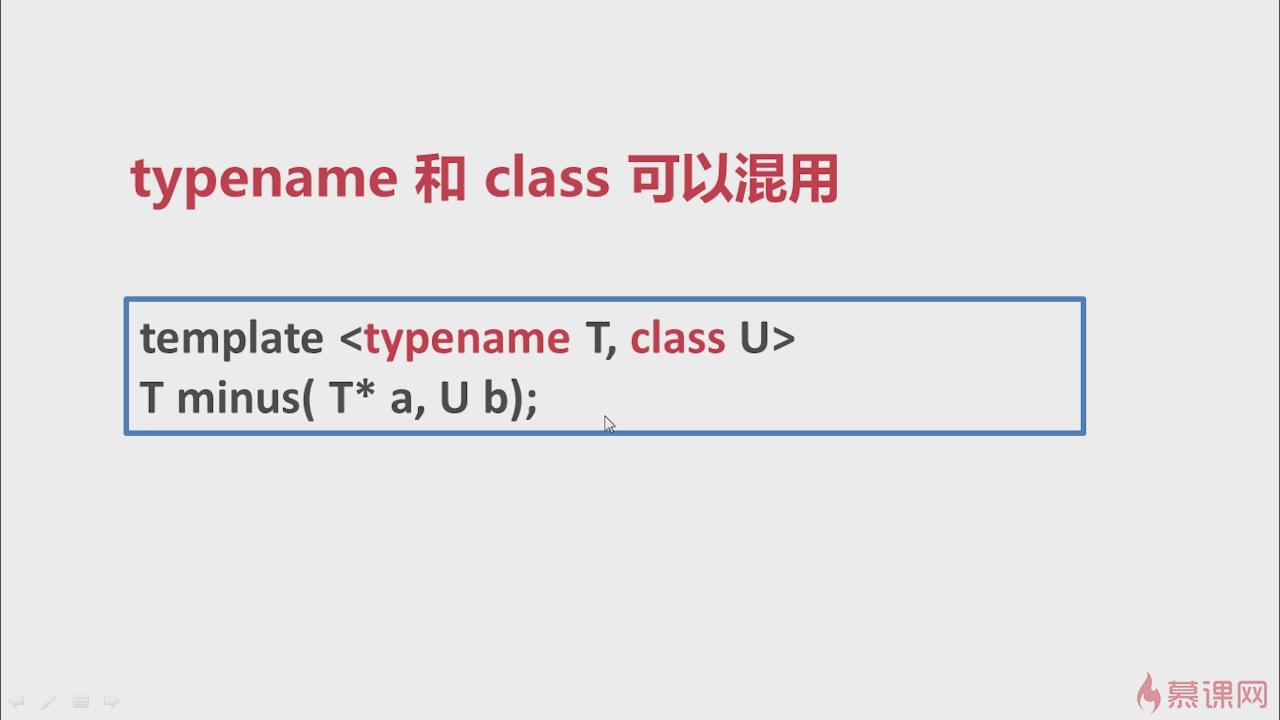 typename 和 class 可以混用
template <typename T, class U>
T minus( T* a, U b);
慕课网